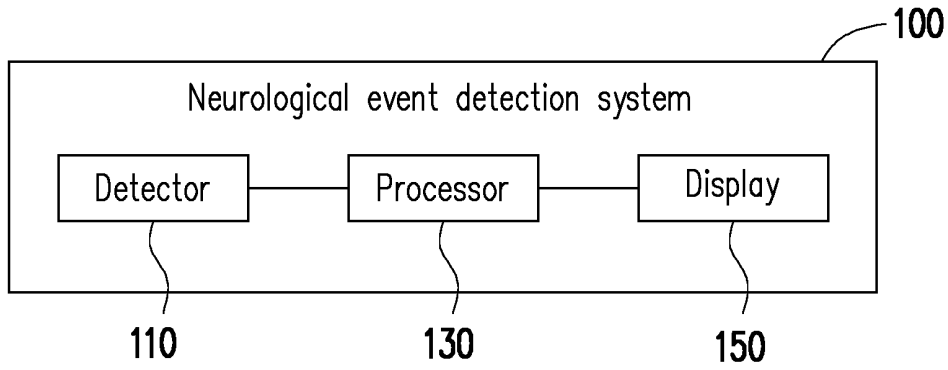 100
Neurological event detection system
Detector Processor Display
110 130 150